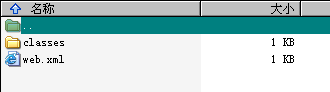 名称 大小
..
classes 1 KB
web.xml 1 KB